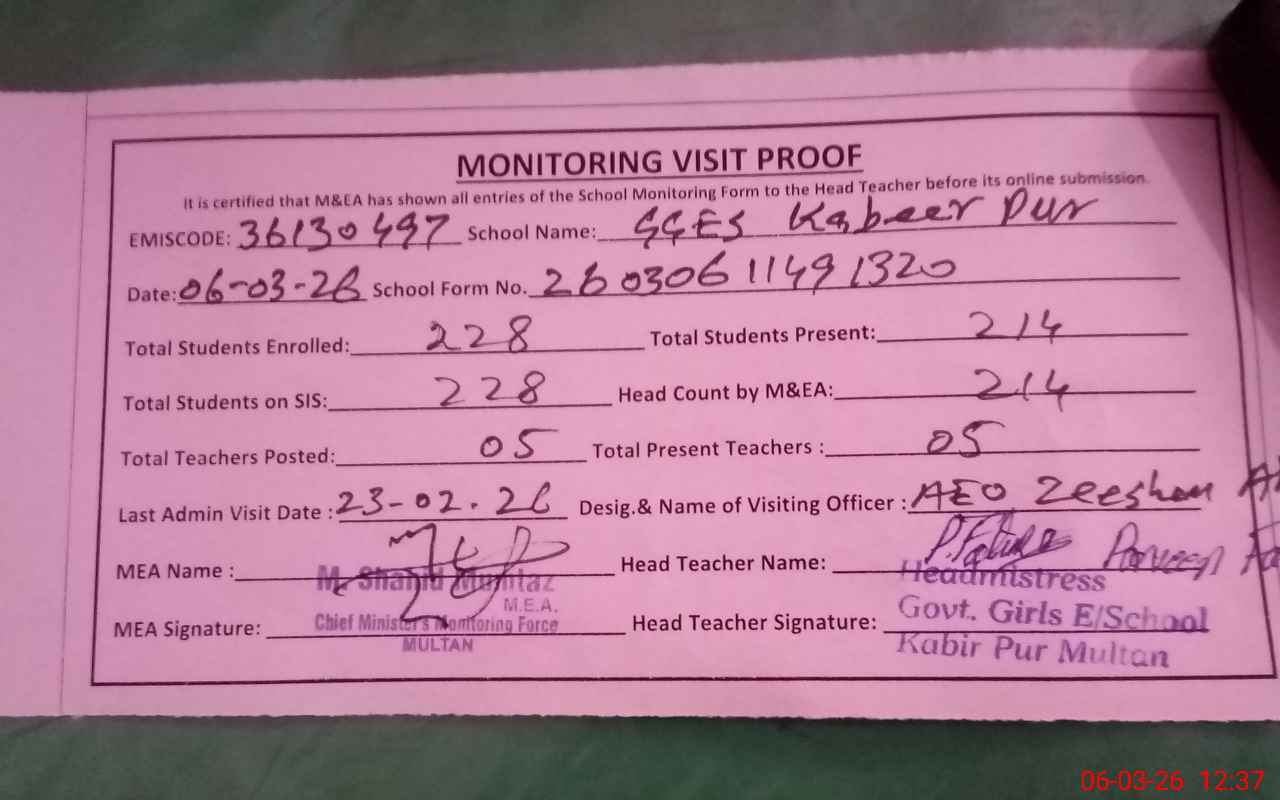 MONITORING VISIT PROOF
It is certified that M&EA has shown all entries of the School Monitoring Form to the Head Teacher before its online submission.
EMISCODE: 36130497 School Name: GGES Kabeer Pur
Date: 06-03-26 School Form No. 26030611491320
Total Students Enrolled: 228 Total Students Present: 214
Total Students on SIS: 228 Head Count by M&EA: 214
Total Teachers Posted: 05 Total Present Teachers : 05
Last Admin Visit Date : 23-02.26 Desig.& Name of Visiting Officer : AEO Zeeshan
MEA Name : Head Teacher Name: Parveen
M. Shahid Mumtaz Headmistress
M.E.A.
Chief Minister's Monitoring Force Govt. Girls E/School
MEA Signature: Head Teacher Signature:
MULTAN Kabir Pur Multan
06-03-26 12:37